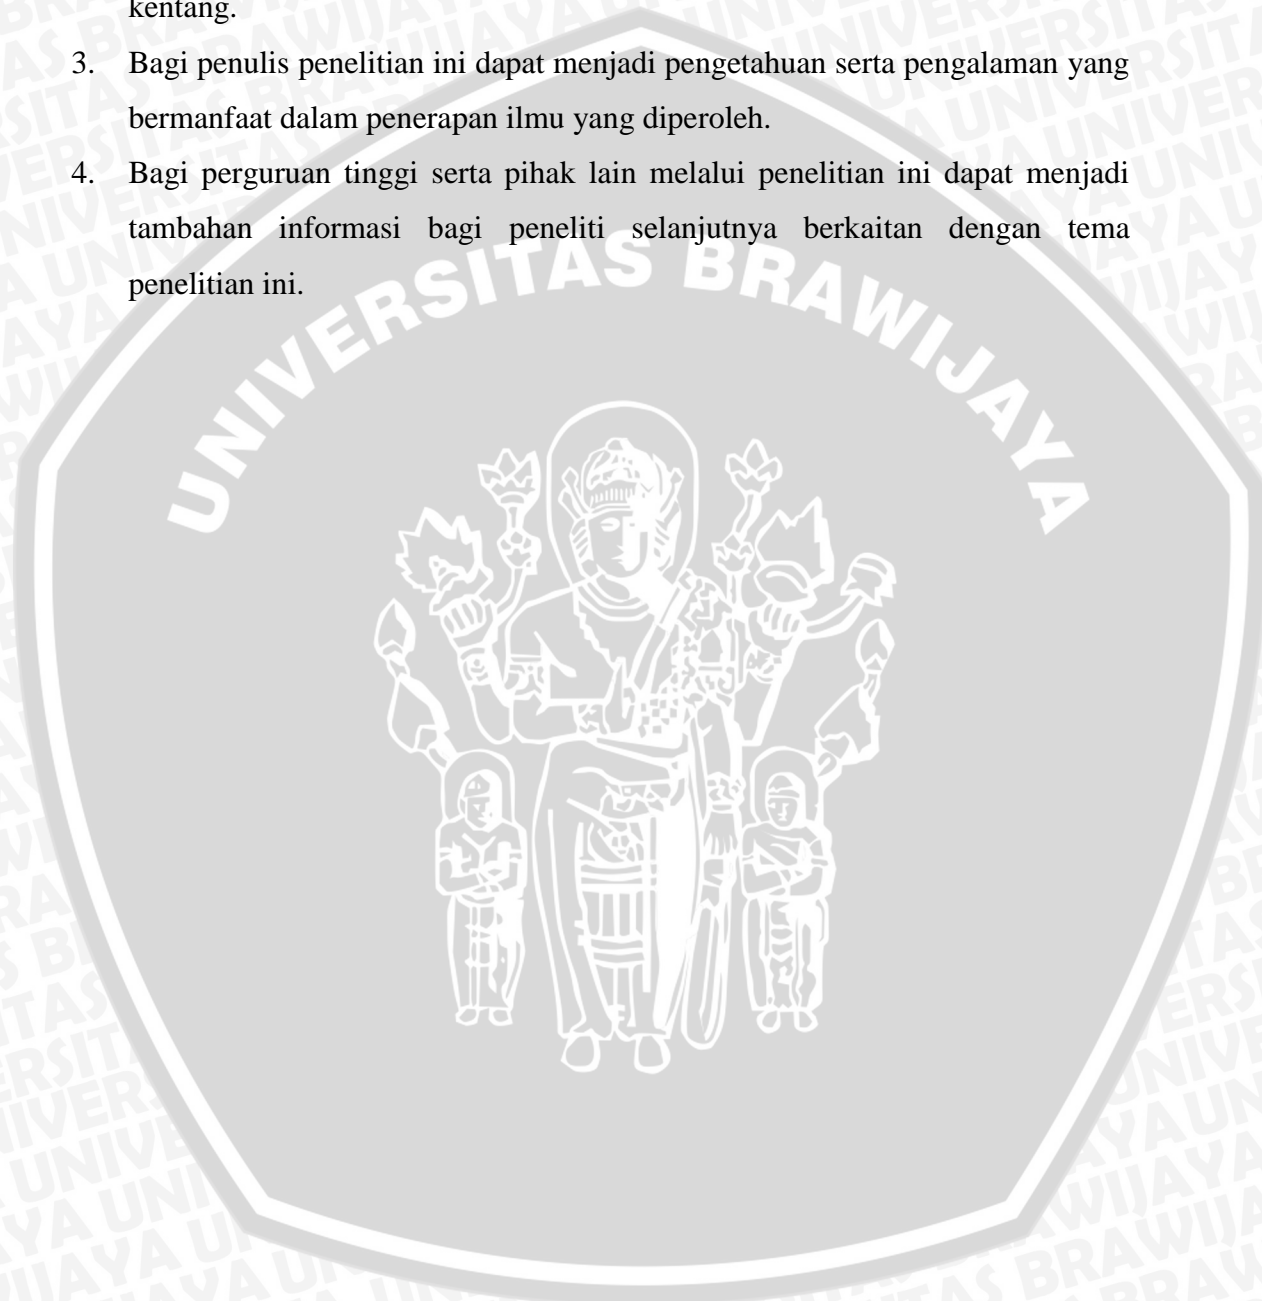 kentang.
3. Bagi penulis penelitian ini dapat menjadi pengetahuan serta pengalaman yang
bermanfaat dalam penerapan ilmu yang diperoleh.
4. Bagi perguruan tinggi serta pihak lain melalui penelitian ini dapat menjadi
tambahan informasi bagi peneliti selanjutnya berkaitan dengan tema
penelitian ini.
UNIVERSITAS BRAWIJAYA